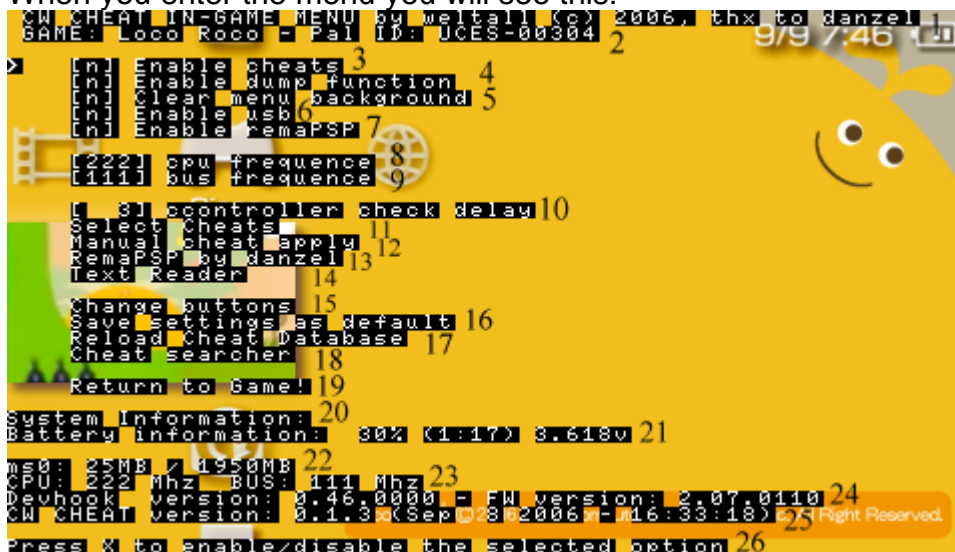 When you enter the menu you will see this:
CW CHEAT IN-GAME MENU by weltall (c) 2006, thx to danzel 1
GAME: Loco Roco - Pal ID: UCES-00304 2
9/9 7:46
> [n] Enable cheats 3
[n] Enable dump function 4
[n] Clear menu background 5
[n] Enable usb 6
[n] Enable remaPSP 7
[222] cpu frequence 8
[111] bus frequence 9
[ 3] ccontroller check delay 10
Select Cheats 11
Manual cheat apply 12
RemaPSP by danzel 13
Text Reader 14
Change buttons 15
Save settings as default 16
Reload Cheat Database 17
Cheat searcher 18
Return to Game! 19
System Information: 20
Battery information: 30% (1:17) 3.618v 21
ms0: 25MB / 1950MB 22
CPU: 222 Mhz BUS: 111 Mhz 23
Devhook version: 0.46.0000. - FW version: 2.07.0110 24
CW CHEAT version: 0.1.3 (Sep 28 2006 - 16:33:18) 25
Right Reserved.
Press X to enable/disable the selected option 26